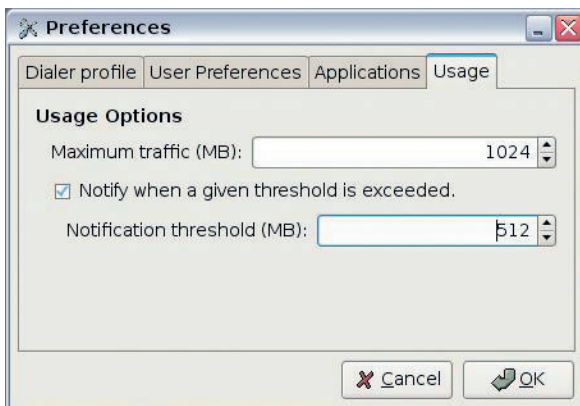 Preferences
Dialer profile User Preferences Applications Usage
Usage Options
Maximum traffic (MB): 1024
Notify when a given threshold is exceeded.
Notification threshold (MB): 512
Cancel OK